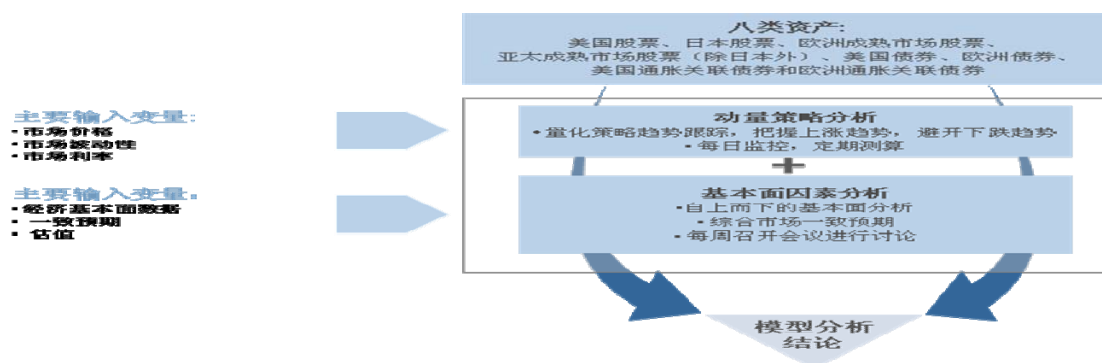 八类资产:
美国股票、日本股票、欧洲成熟市场股票、
亚太成熟市场股票（除日本外）、美国债券、欧洲债券、
美国通胀关联债券和欧洲通胀关联债券
主要输入变量:
•市场价格
•市场波动性
•市场利率
动量策略分析
•量化策略趋势跟踪，把握上涨趋势，避开下跌趋势
•每日监控，定期测算
+
主要输入变量:
•经济基本面数据
• 一致预期
• 估值
基本面因素分析
•自上而下的基本面分析
•综合市场一致预期
•每周召开会议进行讨论
模型分析
结论